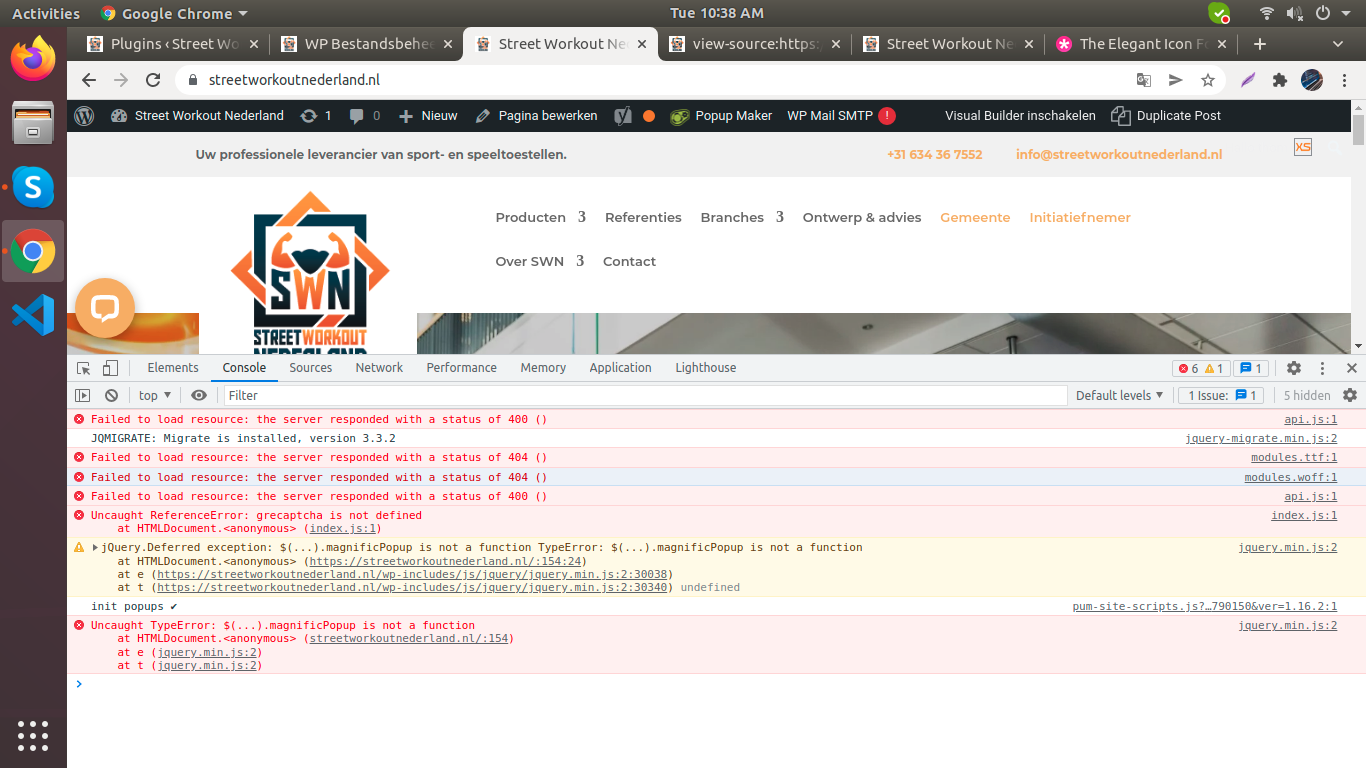 Activities Google Chrome Tue 10:38 AM
Plugins ‹ Street Wo WP Bestandsbehee Street Workout Ne view-source:https:/ Street Workout Ne The Elegant Icon Fo
streetworkoutnederland.nl
Street Workout Nederland 1 0 Nieuw Pagina bewerken Popup Maker WP Mail SMTP ! Visual Builder inschakelen Duplicate Post
Uw professionele leverancier van sport- en speeltoestellen. +31 634 36 7552 info@streetworkoutnederland.nl XS
Producten 3 Referenties Branches 3 Ontwerp & advies Gemeente Initiatiefnemer
Over SWN 3 Contact
SWN
STREETWORKOUT
NEDERLAND
Elements Console Sources Network Performance Memory Application Lighthouse 6 1 1
top Filter Default levels 1 Issue: 1 5 hidden
Failed to load resource: the server responded with a status of 400 () api.js:1
JQMIGRATE: Migrate is installed, version 3.3.2 jquery-migrate.min.js:2
Failed to load resource: the server responded with a status of 404 () modules.ttf:1
Failed to load resource: the server responded with a status of 404 () modules.woff:1
Failed to load resource: the server responded with a status of 400 () api.js:1
Uncaught ReferenceError: grecaptcha is not defined index.js:1
at HTMLDocument.<anonymous> (index.js:1)
jQuery.Deferred exception: $(...).magnificPopup is not a function TypeError: $(...).magnificPopup is not a function jquery.min.js:2
at HTMLDocument.<anonymous> (https://streetworkoutnederland.nl/:154:24)
at e (https://streetworkoutnederland.nl/wp-includes/js/jquery/jquery.min.js:2:30038)
at t (https://streetworkoutnederland.nl/wp-includes/js/jquery/jquery.min.js:2:30340) undefined
init popups ✔ pum-site-scripts.js?…790150&ver=1.16.2:1
Uncaught TypeError: $(...).magnificPopup is not a function jquery.min.js:2
at HTMLDocument.<anonymous> (streetworkoutnederland.nl/:154)
at e (jquery.min.js:2)
at t (jquery.min.js:2)